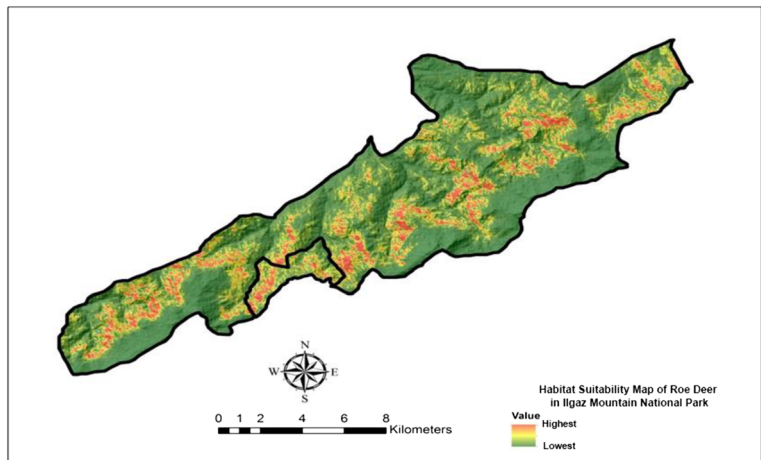 N
W E
S
0 1 2 4 6 8
Kilometers
Habitat Suitability Map of Roe Deer
in Ilgaz Mountain National Park
Value
Highest
Lowest